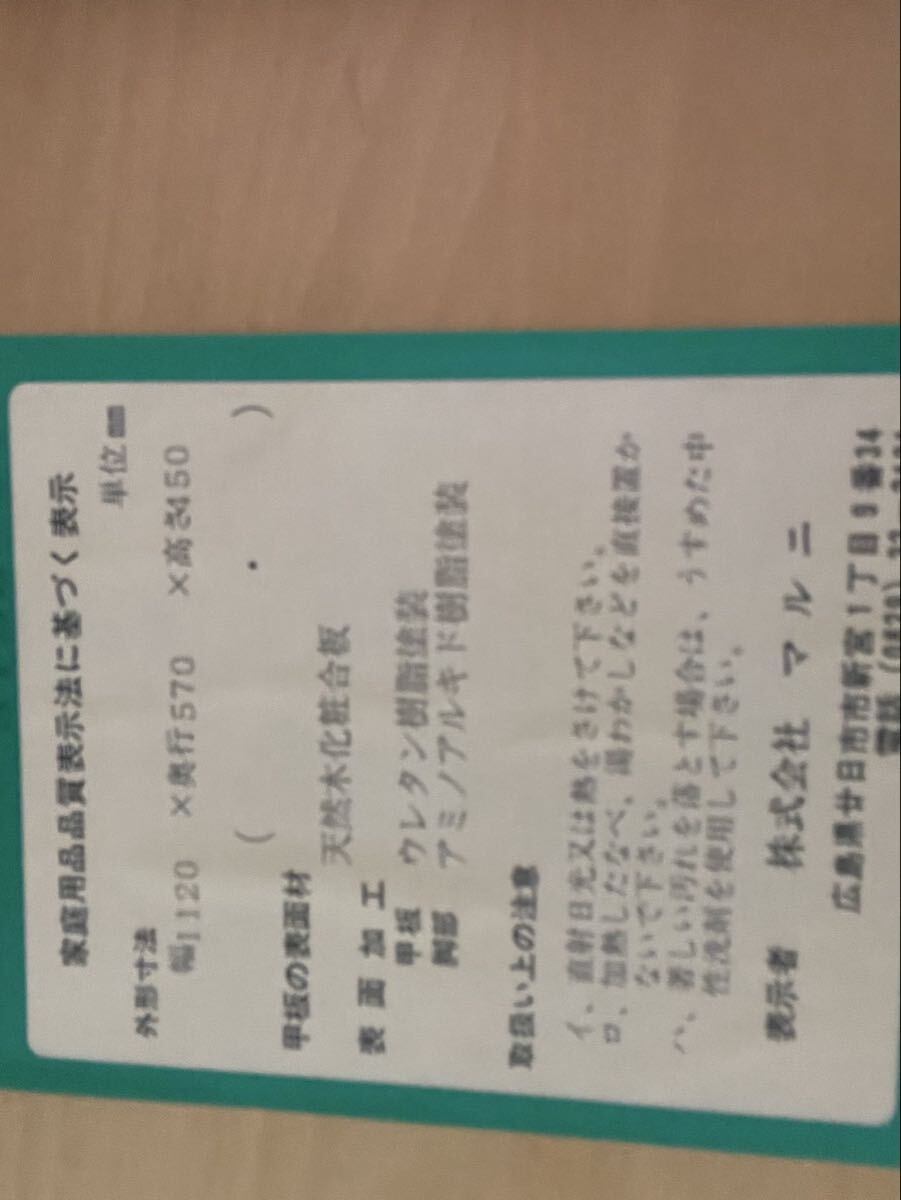 家庭用品品質表示法に基づく表示
単位mm
外形寸法
幅1120 ×奥行570 ×高さ450
( )
甲板の表面材
天然木化粧合板
表面加工
甲板 ウレタン樹脂塗装
脚部 アミノアルキド樹脂塗装
取扱い上の注意
イ、直射日光又は熱をさけて下さい。
ロ、加熱したなべ、湯わかしなどを直接置か
ないで下さい。
ハ、著しい汚れを落とす場合は、うすめた中
性洗剤を使用して下さい。
表示者 株式会社 マルニ
広島県廿日市市新宮1丁目9番34
電話